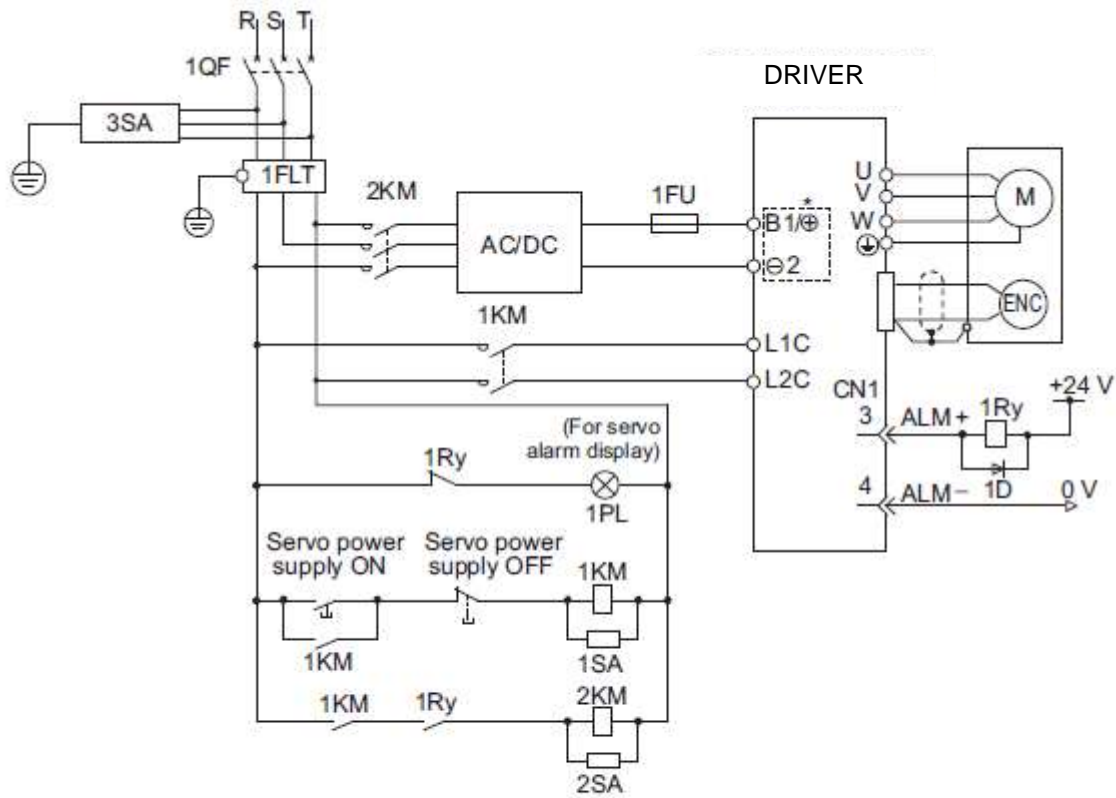 R S T
1QF
DRIVER
3SA
1FLT
2KM
AC/DC
1FU
*
B1/⊕
⊖2
U
V
W
M
ENC
1KM
L1C
L2C
CN1
+24 V
3
ALM +
1Ry
(For servo
alarm display)
1Ry
1PL
4
ALM −
1D
0 V
Servo power
supply ON
Servo power
supply OFF
1KM
1KM
1SA
1KM
1Ry
2KM
2SA